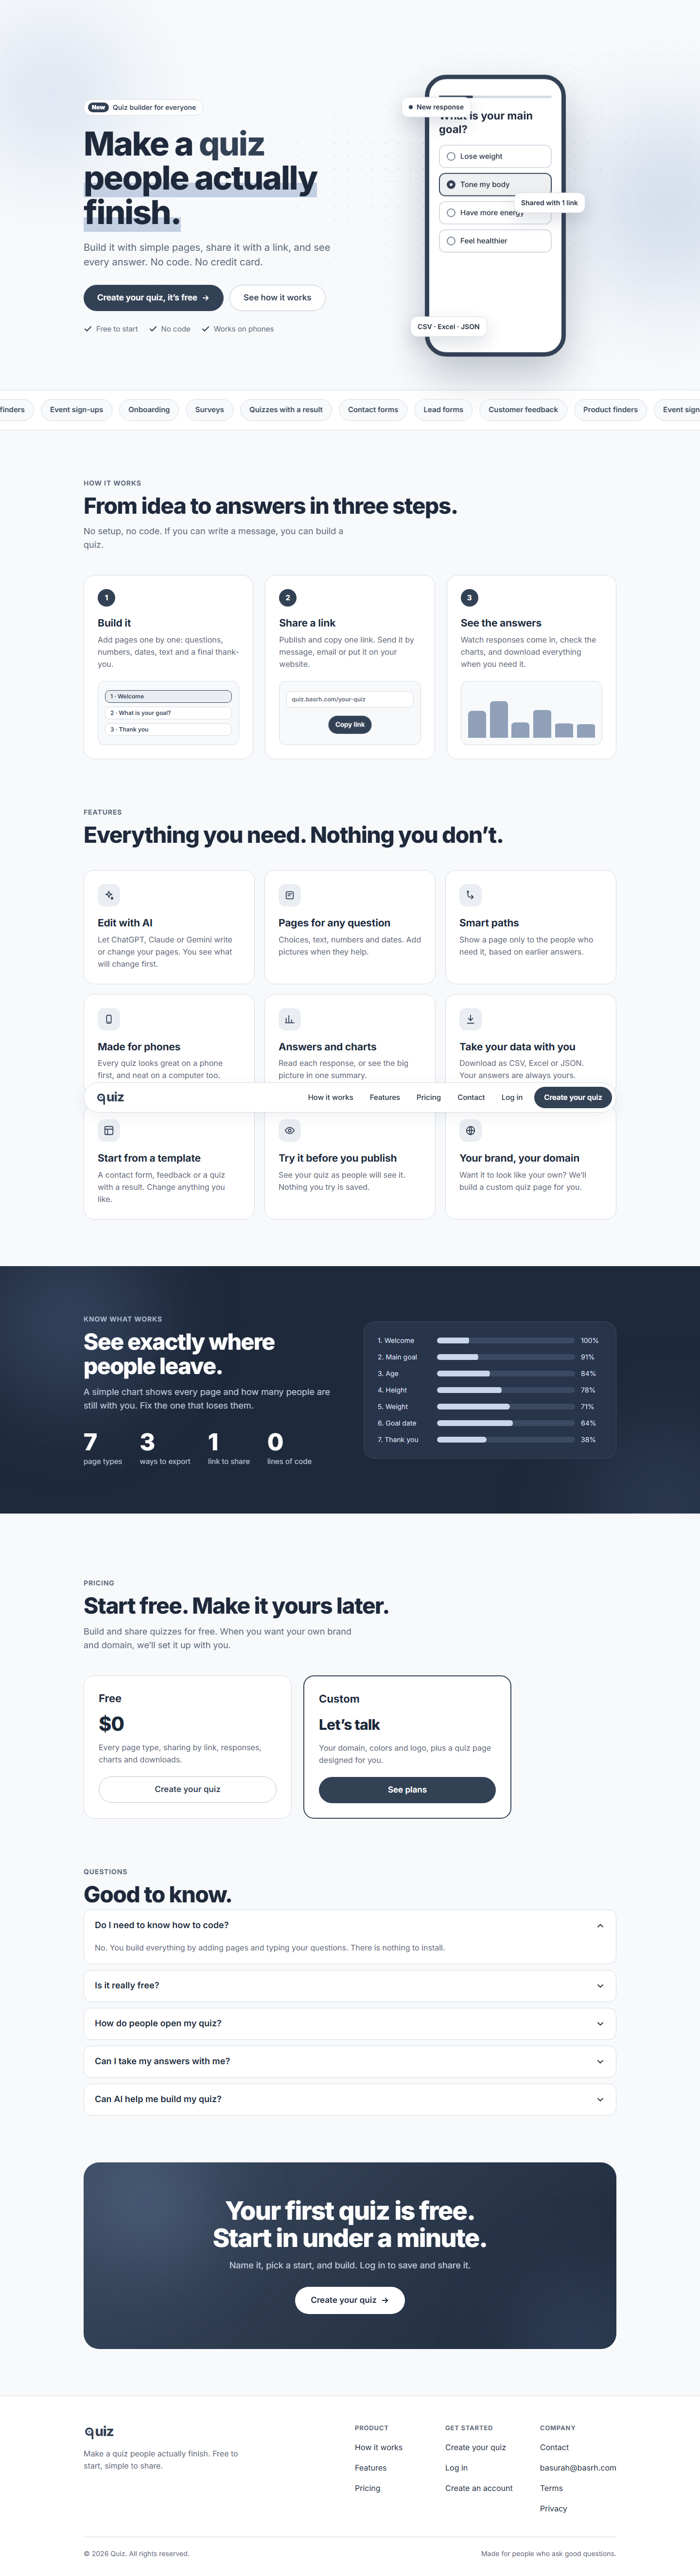 New Quiz builder for everyone
Make a quiz
people actually
finish.
Build it with simple pages, share it with a link, and see
every answer. No code. No credit card.
Create your quiz, it's free →
See how it works
Free to start
No code
Works on phones
New response
is your main
goal?
Lose weight
Tone my body
Shared with 1 link
Have more energy
Feel healthier
CSV · Excel · JSON
finders
Event sign-ups
Onboarding
Surveys
Quizzes with a result
Contact forms
Lead forms
Customer feedback
Product finders
Event sign
HOW IT WORKS
From idea to answers in three steps.
No setup, no code. If you can write a message, you can build a
quiz.
1
Build it
Add pages one by one: questions,
numbers, dates, text and a final thank-
you.
1 · Welcome
2 · What is your goal?
3 · Thank you
2
Share a link
Publish and copy one link. Send it by
message, email or put it on your
website.
quiz.basrh.com/your-quiz
Copy link
3
See the answers
Watch responses come in, check the
charts, and download everything
when you need it.
FEATURES
Everything you need. Nothing you don't.
Edit with AI
Let ChatGPT, Claude or Gemini write
or change your pages. You see what
will change first.
Pages for any question
Choices, text, numbers and dates. Add
pictures when they help.
Smart paths
Show a page only to the people who
need it, based on earlier answers.
Made for phones
Every quiz looks great on a phone
first, and neat on a computer too.
Answers and charts
Read each response, or see the big
picture in one summary.
Take your data with you
Download as CSV, Excel or JSON.
Your answers are always yours.
quiz
How it works
Features
Pricing
Contact
Log in
Create your quiz
Start from a template
A contact form, feedback or a quiz
with a result. Change anything you
like.
Try it before you publish
See your quiz as people will see it.
Nothing you try is saved.
Your brand, your domain
Want it to look like your own? We'll
build a custom quiz page for you.
KNOW WHAT WORKS
See exactly where
people leave.
A simple chart shows every page and how many people are
still with you. Fix the one that loses them.
7
page types
3
ways to export
1
link to share
0
lines of code
1. Welcome 100%
2. Main goal 91%
3. Age 84%
4. Height 78%
5. Weight 71%
6. Goal date 64%
7. Thank you 38%
PRICING
Start free. Make it yours later.
Build and share quizzes for free. When you want your own brand
and domain, we'll set it up with you.
Free
$0
Every page type, sharing by link, responses,
charts and downloads.
Create your quiz
Custom
Let's talk
Your domain, colors and logo, plus a quiz page
designed for you.
See plans
QUESTIONS
Good to know.
Do I need to know how to code?
No. You build everything by adding pages and typing your questions. There is nothing to install.
Is it really free?
How do people open my quiz?
Can I take my answers with me?
Can AI help me build my quiz?
Your first quiz is free.
Start in under a minute.
Name it, pick a start, and build. Log in to save and share it.
Create your quiz →
quiz
Make a quiz people actually finish. Free to
start, simple to share.
PRODUCT
How it works
Features
Pricing
GET STARTED
Create your quiz
Log in
Create an account
COMPANY
Contact
basurah@basrh.com
Terms
Privacy
© 2026 Quiz. All rights reserved.
Made for people who ask good questions.